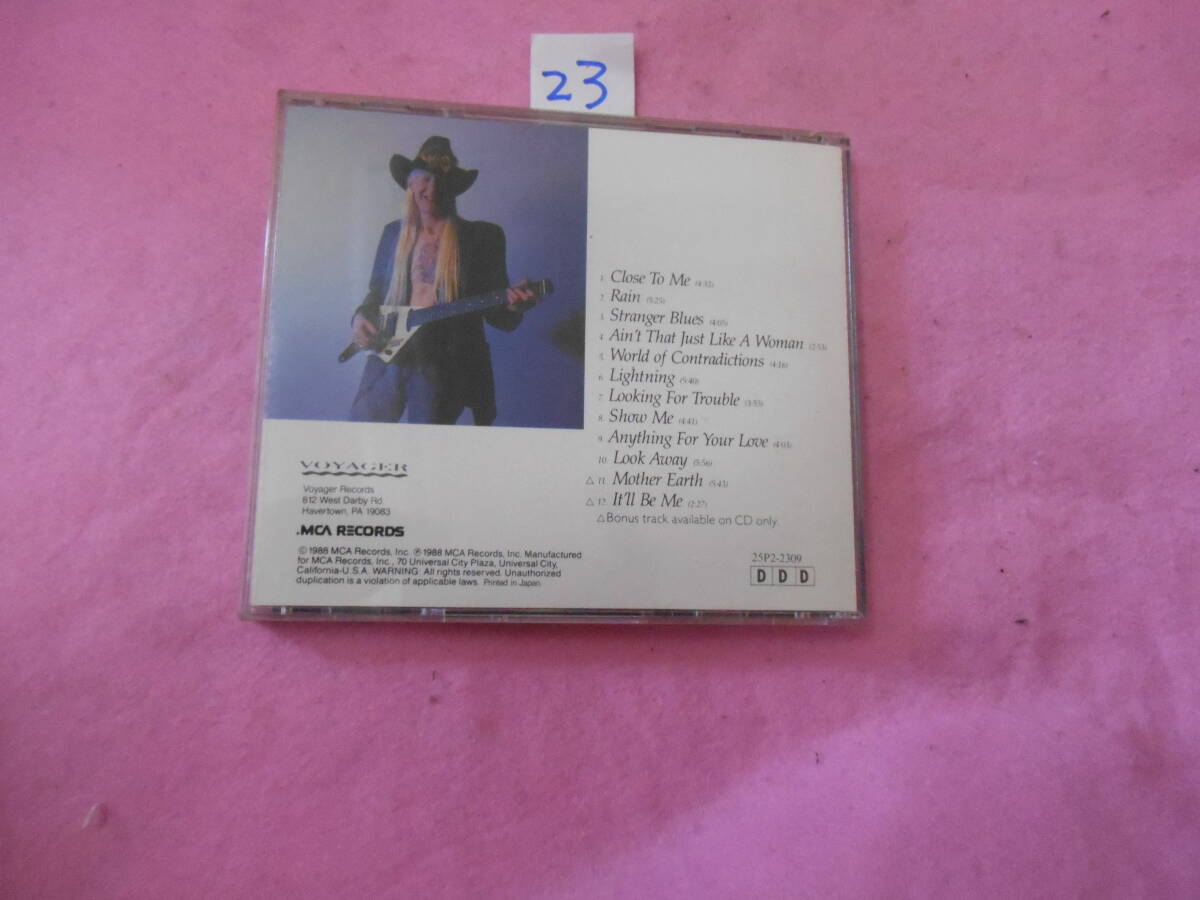 23
1. Close To Me (4:32)
2. Rain (5:25)
3. Stranger Blues (4:05)
4. Ain't That Just Like A Woman (2:53)
5. World of Contradictions (4:16)
6. Lightning (5:40)
7. Looking For Trouble (3:53)
8. Show Me (4:41)
9. Anything For Your Love (4:03)
10. Look Away (5:56)
△ 11. Mother Earth (5:43)
△ 12. It'll Be Me (2:27)
△Bonus track available on CD only.
VOYAGER
Voyager Records
812 West Darby Rd.
Havertown, PA 19083
.MCA RECORDS
© 1988 MCA Records, Inc. ℗ 1988 MCA Records, Inc. Manufactured
for MCA Records, Inc., 70 Universal City Plaza, Universal City,
California-U.S.A. WARNING: All rights reserved. Unauthorized
duplication is a violation of applicable laws. Printed in Japan.
25P2-2309
D D D